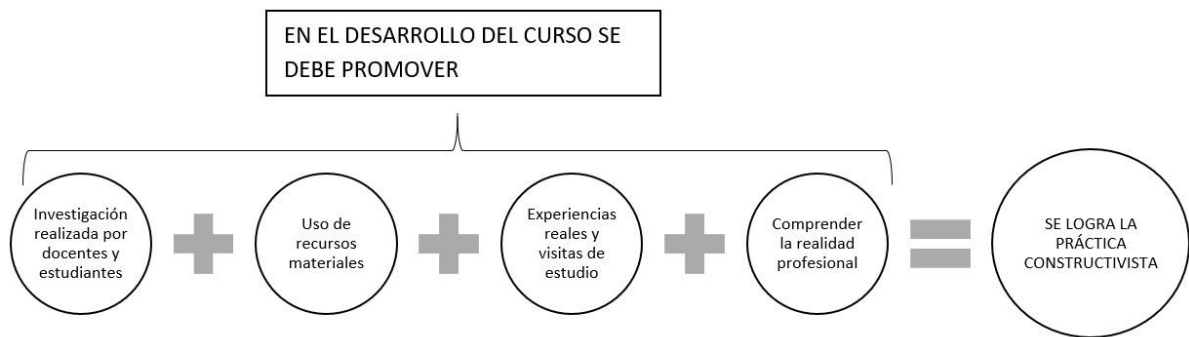 EN EL DESARROLLO DEL CURSO SE
DEBE PROMOVER
Investigación
realizada por
docentes y
estudiantes
Uso de
recursos
materiales
Experiencias
reales y
visitas de
estudio
Comprender
la realidad
profesional
SE LOGRA LA
PRÁCTICA
CONSTRUCTIVISTA